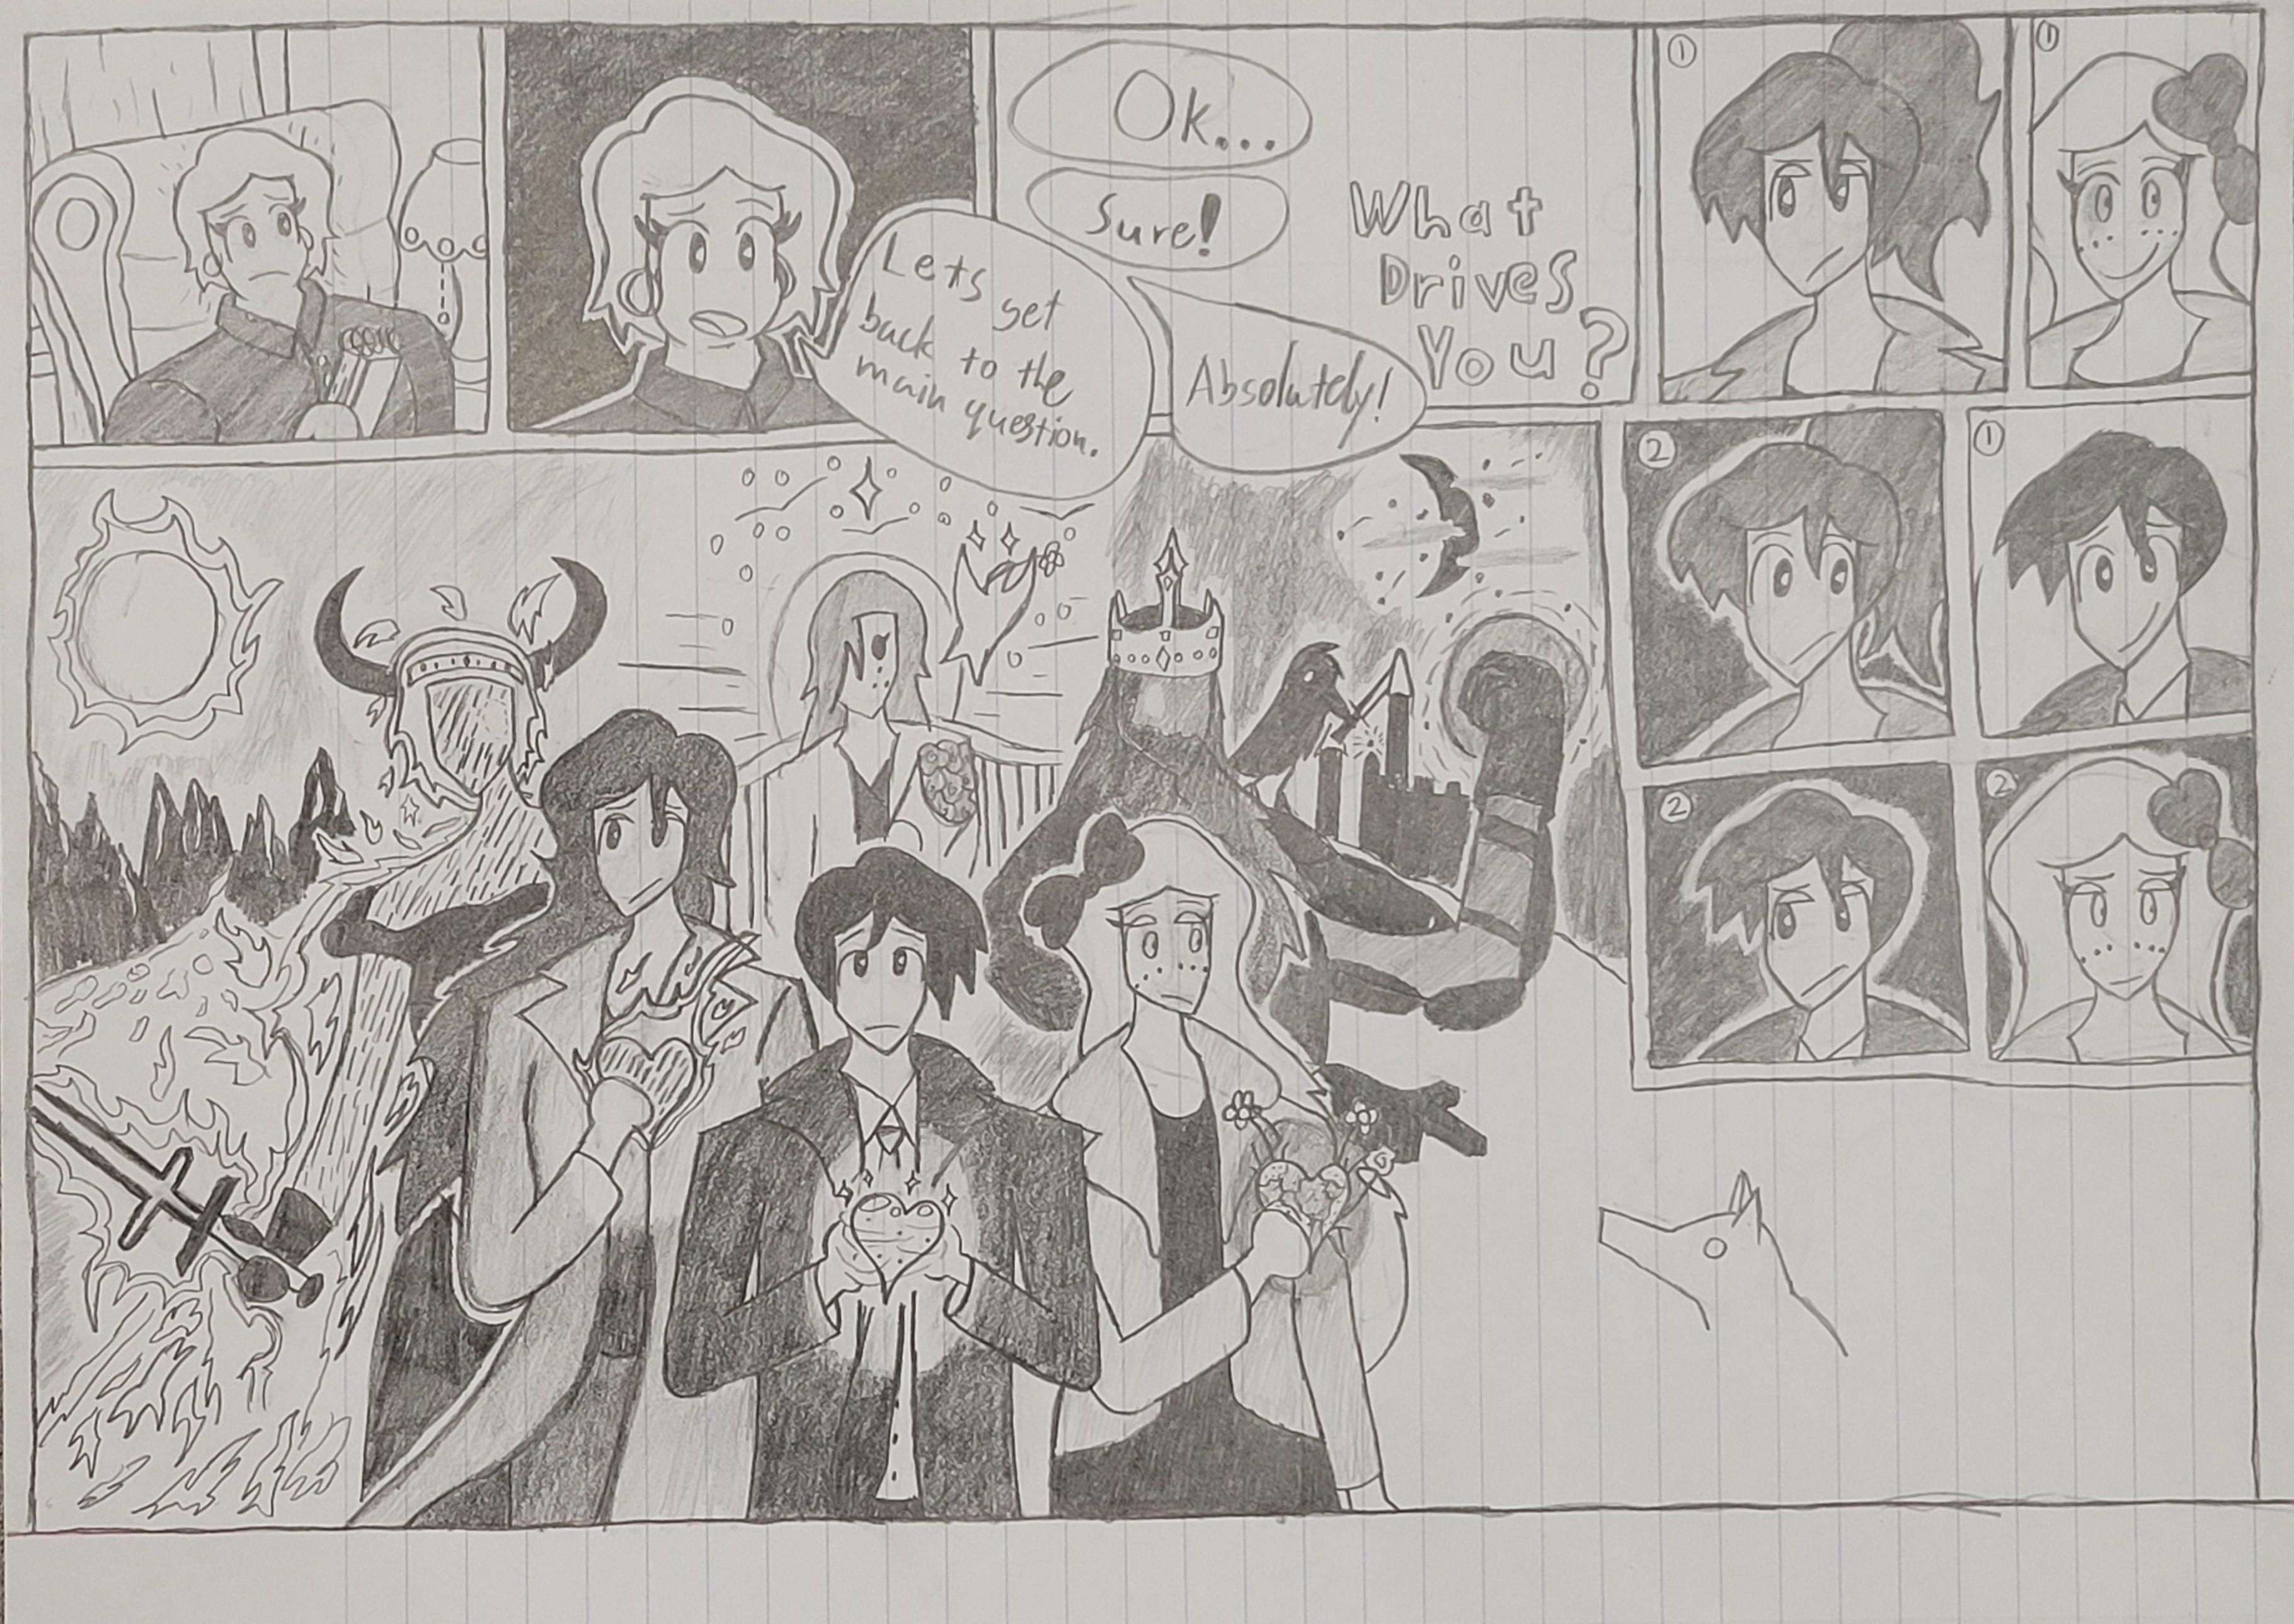 Lets get
back to the
main question.
Ok...
Sure!
Absolutely!
What
Drives
You?
①
①
②
①
②
②